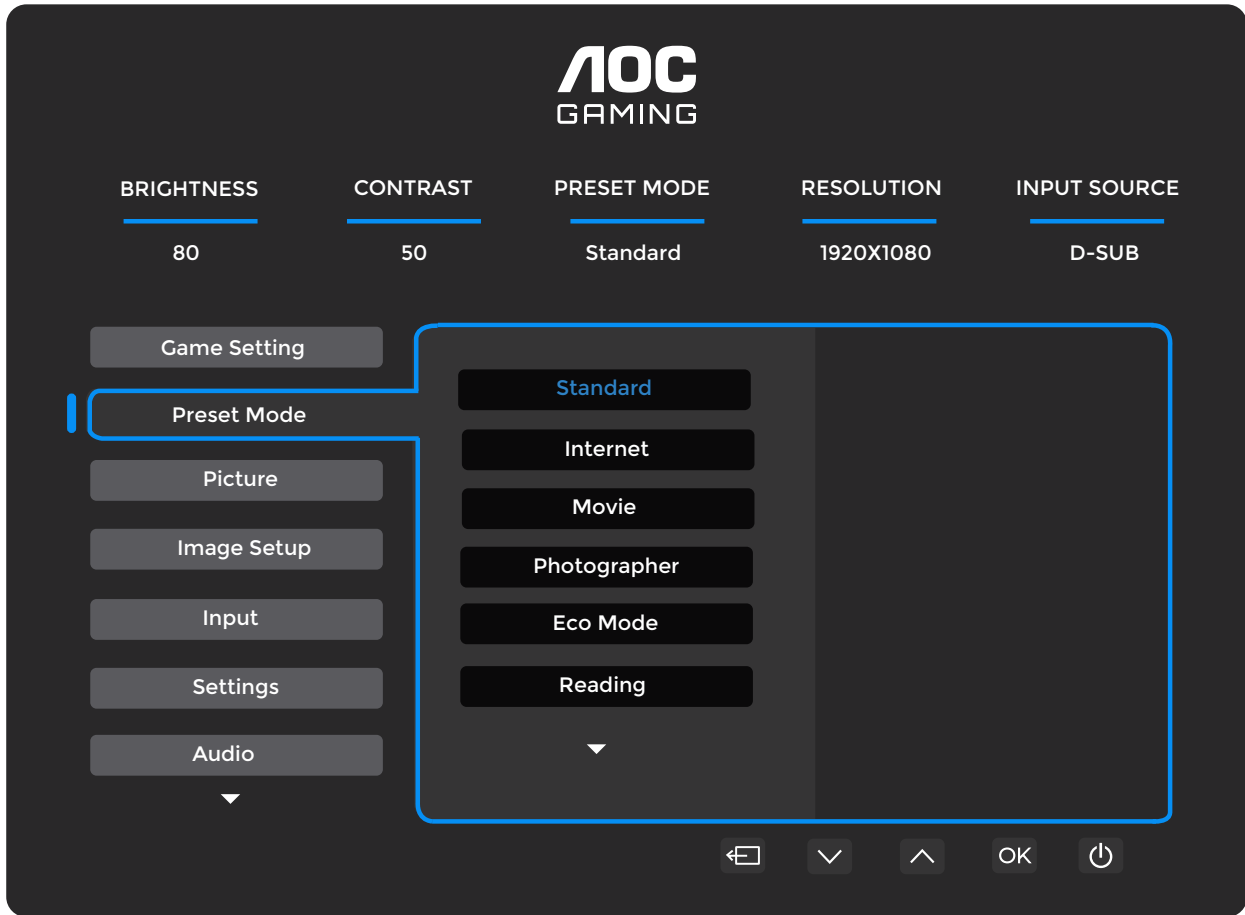 AOC
GAMING
BRIGHTNESS CONTRAST PRESET MODE RESOLUTION INPUT SOURCE
80 50 Standard 1920X1080 D-SUB
Game Setting
Preset Mode
Picture
Image Setup
Input
Settings
Audio
Standard
Internet
Movie
Photographer
Eco Mode
Reading
OK